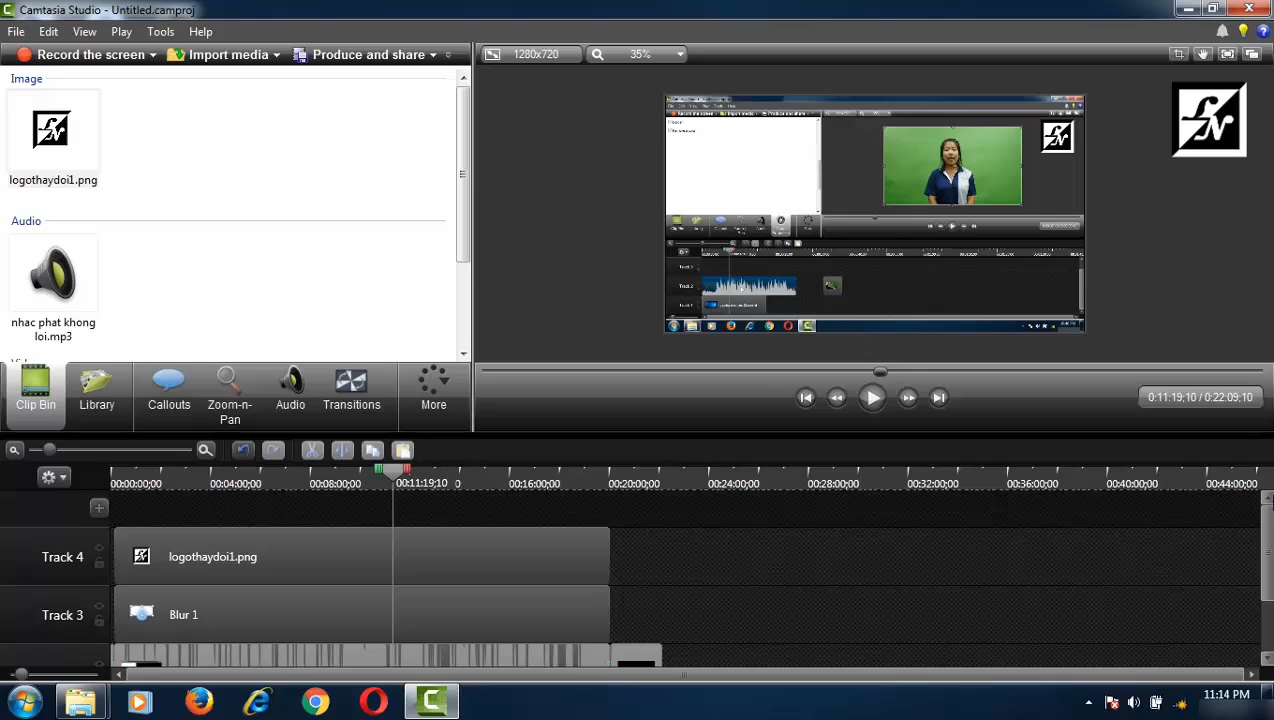 Camtasia Studio - Untitled.camproj
File Edit View Play Tools Help
Record the screen Import media Produce and share
1280x720 35%
Image
logothaydoi1.png
Audio
nhac phat khong
loi.mp3
Clip Bin Library Callouts Zoom-n-
Pan Audio Transitions More
0:11:19;10 / 0:22:09;10
00:00:00;00 00:04:00;00 00:08:00;00 00:11:19;10 0 00:16:00;00 00:20:00;00 00:24:00;00 00:28:00;00 00:32:00;00 00:36:00;00 00:40:00;00 00:44:00;00
Track 4 logothaydoi1.png
Track 3 Blur 1
11:14 PM